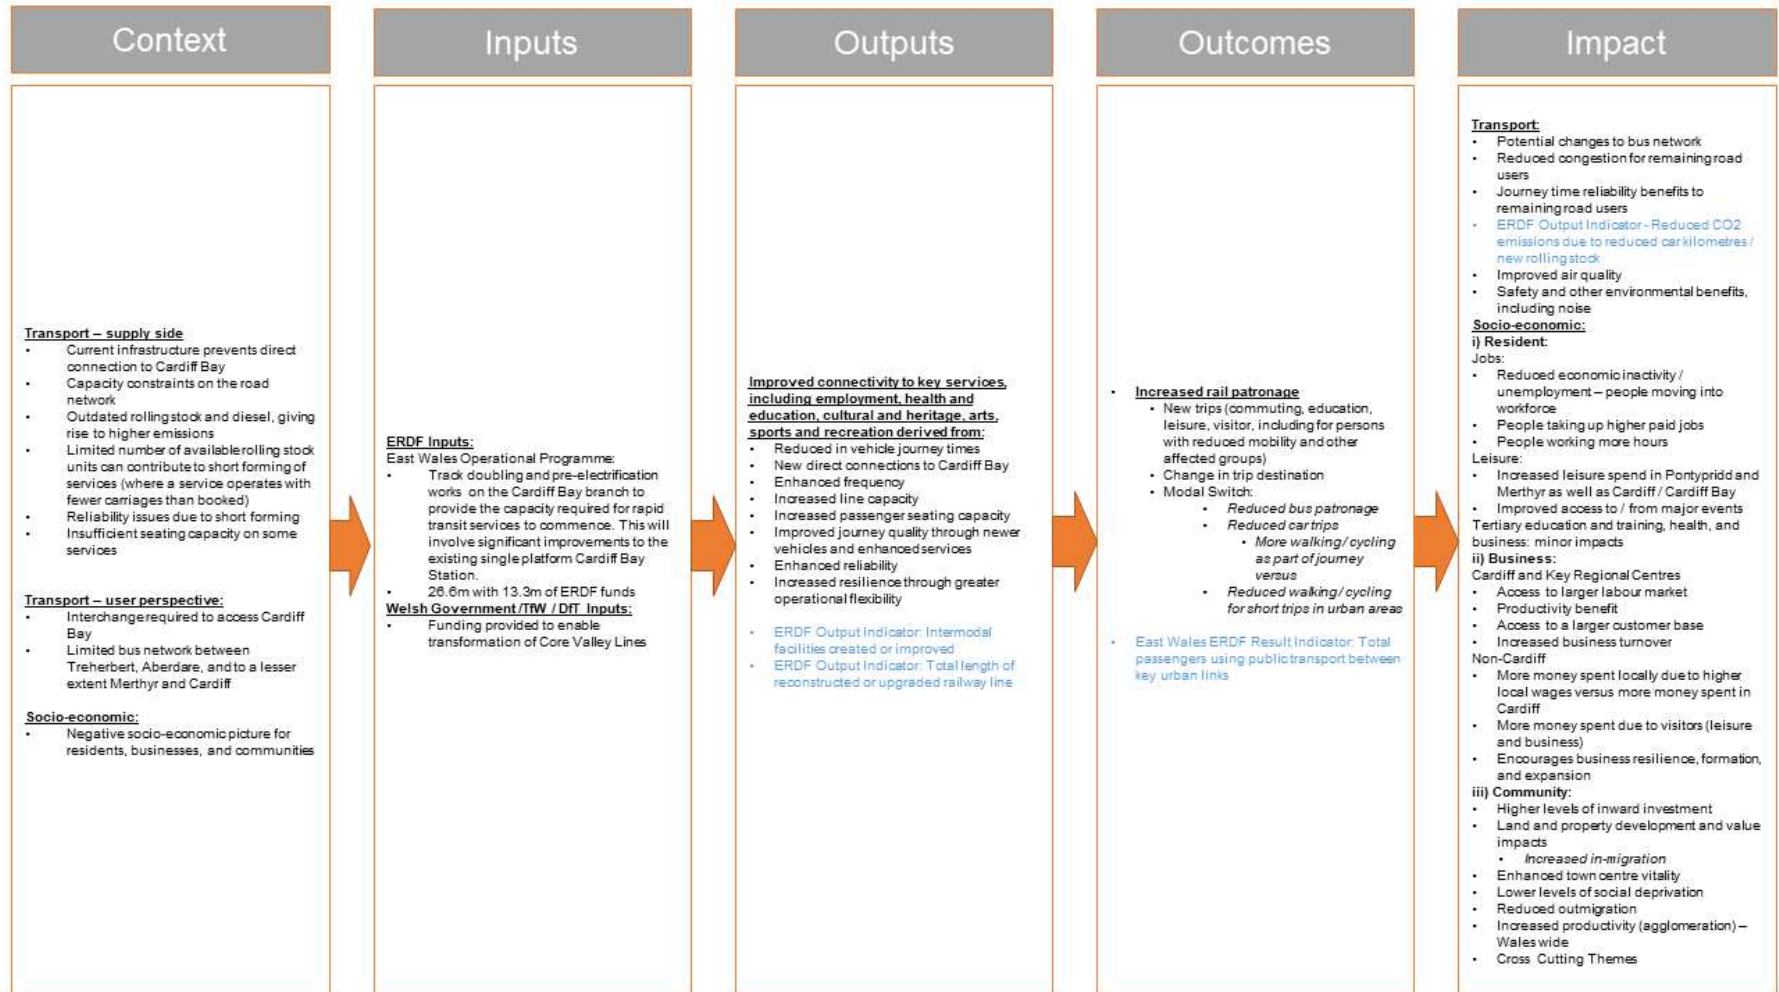 Context
Transport – supply side
• Current infrastructure prevents direct
connection to Cardiff Bay
• Capacity constraints on the road
network
• Outdated rolling stock and diesel, giving
rise to higher emissions
• Limited number of available rolling stock
units can contribute to short forming of
services (where a service operates with
fewer carriages than booked)
• Reliability issues due to short forming
• Insufficient seating capacity on some
services
Transport – user perspective:
• Interchange required to access Cardiff
Bay
• Limited bus network between
Treherbert, Aberdare, and to a lesser
extent Merthyr and Cardiff
Socio-economic:
• Negative socio-economic picture for
residents, businesses, and communities
Inputs
ERDF Inputs:
East Wales Operational Programme:
• Track doubling and pre-electrification
works on the Cardiff Bay branch to
provide the capacity required for rapid
transit services to commence. This will
involve significant improvements to the
existing single platform Cardiff Bay
Station.
• 26.6m with 13.3m of ERDF funds
Welsh Government /TfW / DfT Inputs:
• Funding provided to enable
transformation of Core Valley Lines
Outputs
Improved connectivity to key services,
including employment, health and
education, cultural and heritage, arts,
sports and recreation derived from:
• Reduced in vehicle journey times
• New direct connections to Cardiff Bay
• Enhanced frequency
• Increased line capacity
• Increased passenger seating capacity
• Improved journey quality through newer
vehicles and enhanced services
• Enhanced reliability
• Increased resilience through greater
operational flexibility
• ERDF Output Indicator: Intermodal
facilities created or improved
• ERDF Output Indicator: Total length of
reconstructed or upgraded railway line
Outcomes
• Increased rail patronage
• New trips (commuting, education,
leisure, visitor, including for persons
with reduced mobility and other
affected groups)
• Change in trip destination
• Modal Switch:
• Reduced bus patronage
• Reduced car trips
• More walking/ cycling
as part of journey
versus
• Reduced walking/ cycling
for short trips in urban areas
• East Wales ERDF Result Indicator: Total
passengers using public transport between
key urban links
Impact
Transport:
• Potential changes to bus network
• Reduced congestion for remaining road
users
• Journey time reliability benefits to
remaining road users
• ERDF Output Indicator - Reduced CO2
emissions due to reduced car kilometres /
new rolling stock
• Improved air quality
• Safety and other environmental benefits,
including noise
Socio-economic:
i) Resident:
Jobs:
• Reduced economic inactivity /
unemployment – people moving into
workforce
• People taking up higher paid jobs
• People working more hours
Leisure:
• Increased leisure spend in Pontypridd and
Merthyr as well as Cardiff / Cardiff Bay
• Improved access to / from major events
Tertiary education and training, health, and
business: minor impacts
ii) Business:
Cardiff and Key Regional Centres
• Access to larger labour market
• Productivity benefit
• Access to a larger customer base
• Increased business turnover
Non-Cardiff
• More money spent locally due to higher
local wages versus more money spent in
Cardiff
• More money spent due to visitors (leisure
and business)
• Encourages business resilience, formation,
and expansion
iii) Community:
• Higher levels of inward investment
• Land and property development and value
impacts
• Increased in-migration
• Enhanced town centre vitality
• Lower levels of social deprivation
• Reduced outmigration
• Increased productivity (agglomeration) –
Wales wide
• Cross Cutting Themes